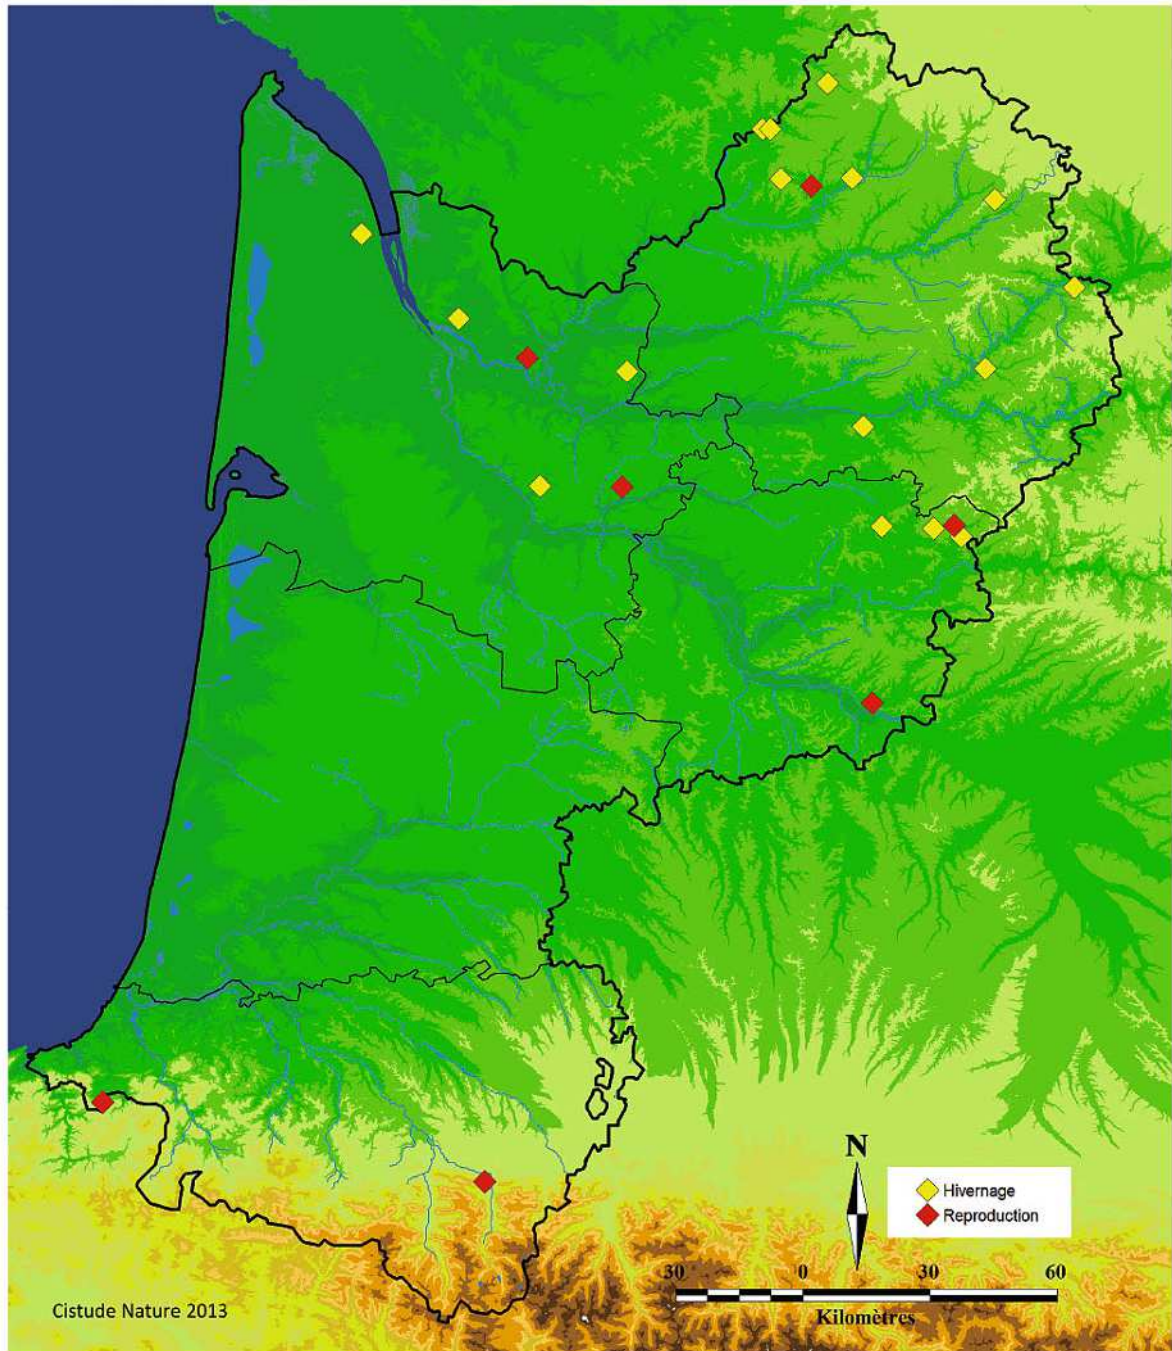 N
Hivernage
Reproduction
30 0 30 60
Kilomètres
Cistude Nature 2013